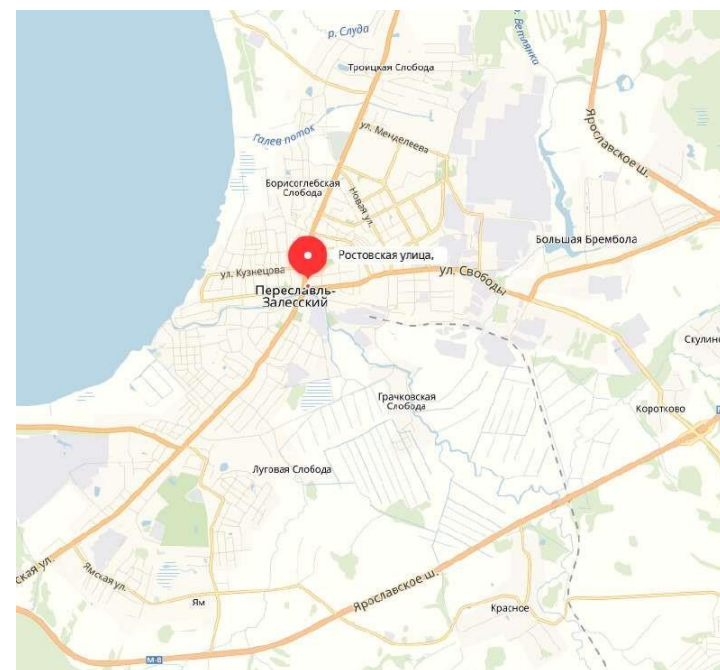 р. Слуда
р. Ветлянка
Троицкая Слобода
Галев поток
ул. Менделеева
Ярославское ш.
Борисоглебская
Слобода
Новая ул.
Большая Брембола
Ростовская улица,
ул. Кузнецова
ул. Свободы
Переславль-
Залесский
Грачковская
Слобода
Коротково
Луговая Слобода
Ямская ул.
Ям
Ярославское ш.
Красное
М-8